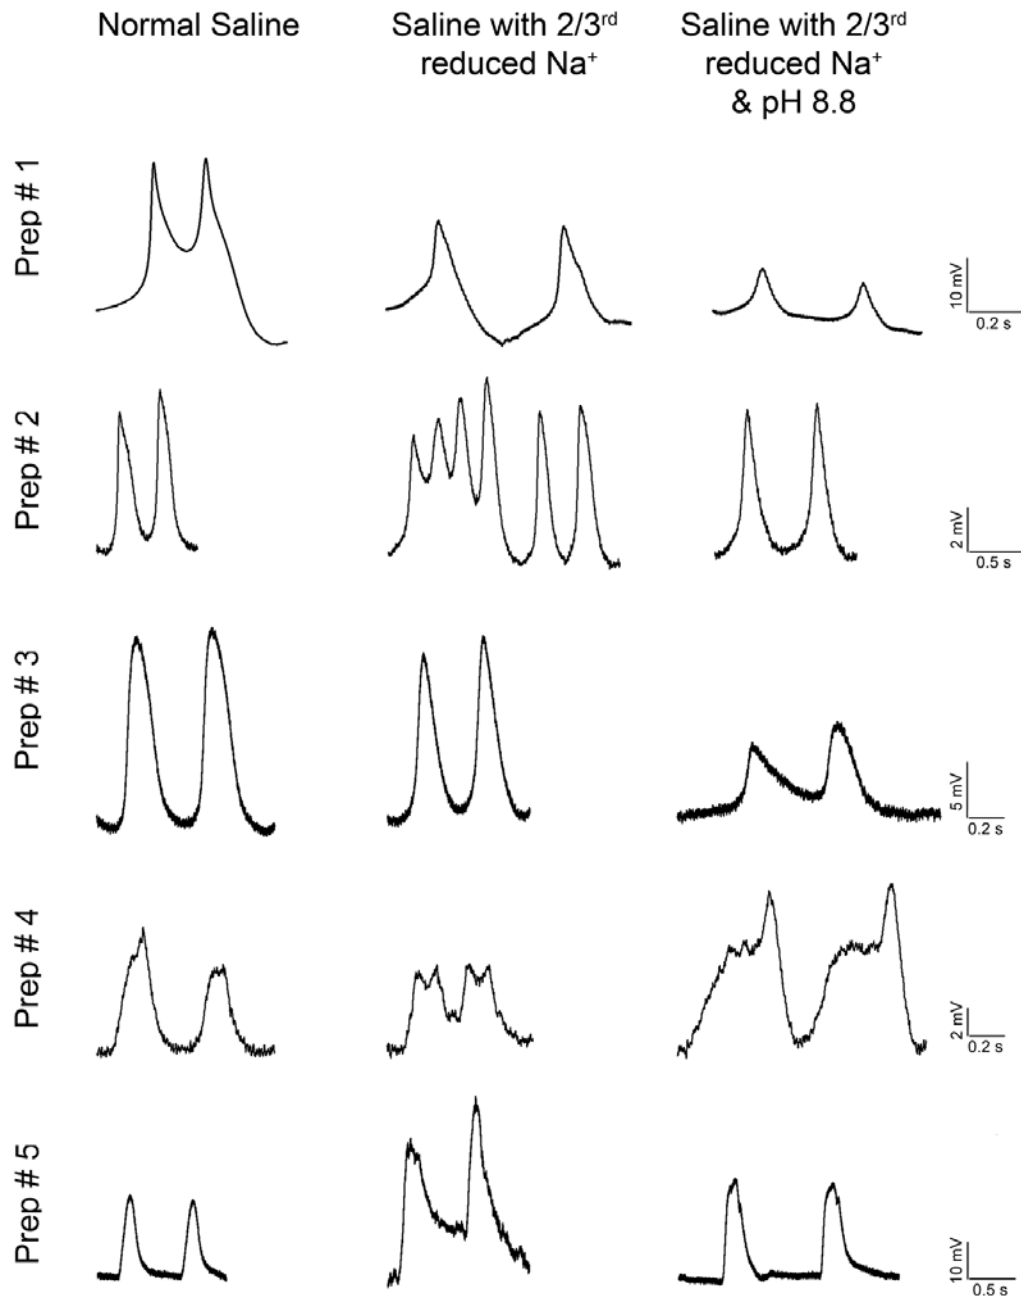 Normal Saline
Saline with 2/3rd
reduced Na+
Saline with 2/3rd
reduced Na+
& pH 8.8
Prep # 1
10 mV
0.2 s
Prep # 2
2 mV
0.5 s
Prep # 3
5 mV
0.2 s
Prep # 4
2 mV
0.2 s
Prep # 5
10 mV
0.5 s